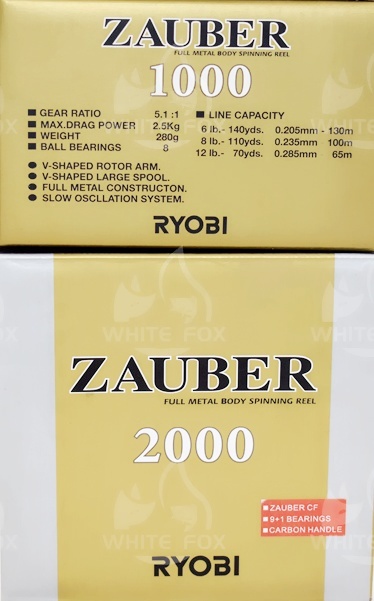 ZAUBER
FULL METAL BODY SPINNING REEL
1000
■ GEAR RATIO 5.1 :1
■ MAX.DRAG POWER 2.5Kg
■ WEIGHT 280g
■ BALL BEARINGS 8
■ LINE CAPACITY
6 lb.- 140yds. 0.205mm - 130m
8 lb.- 110yds. 0.235mm 100m
12 lb.- 70yds. 0.285mm 65m
● V-SHAPED ROTOR ARM.
● V-SHAPED LARGE SPOOL.
● FULL METAL CONSTRUCTON.
● SLOW OSCLLATION SYSTEM.
RYOBI
WHITE FOX
ZAUBER
FULL METAL BODY SPINNING REEL
2000
■ ZAUBER CF
■ 9+1 BEARINGS
■ CARBON HANDLE
WHITE FOX
RYOBI